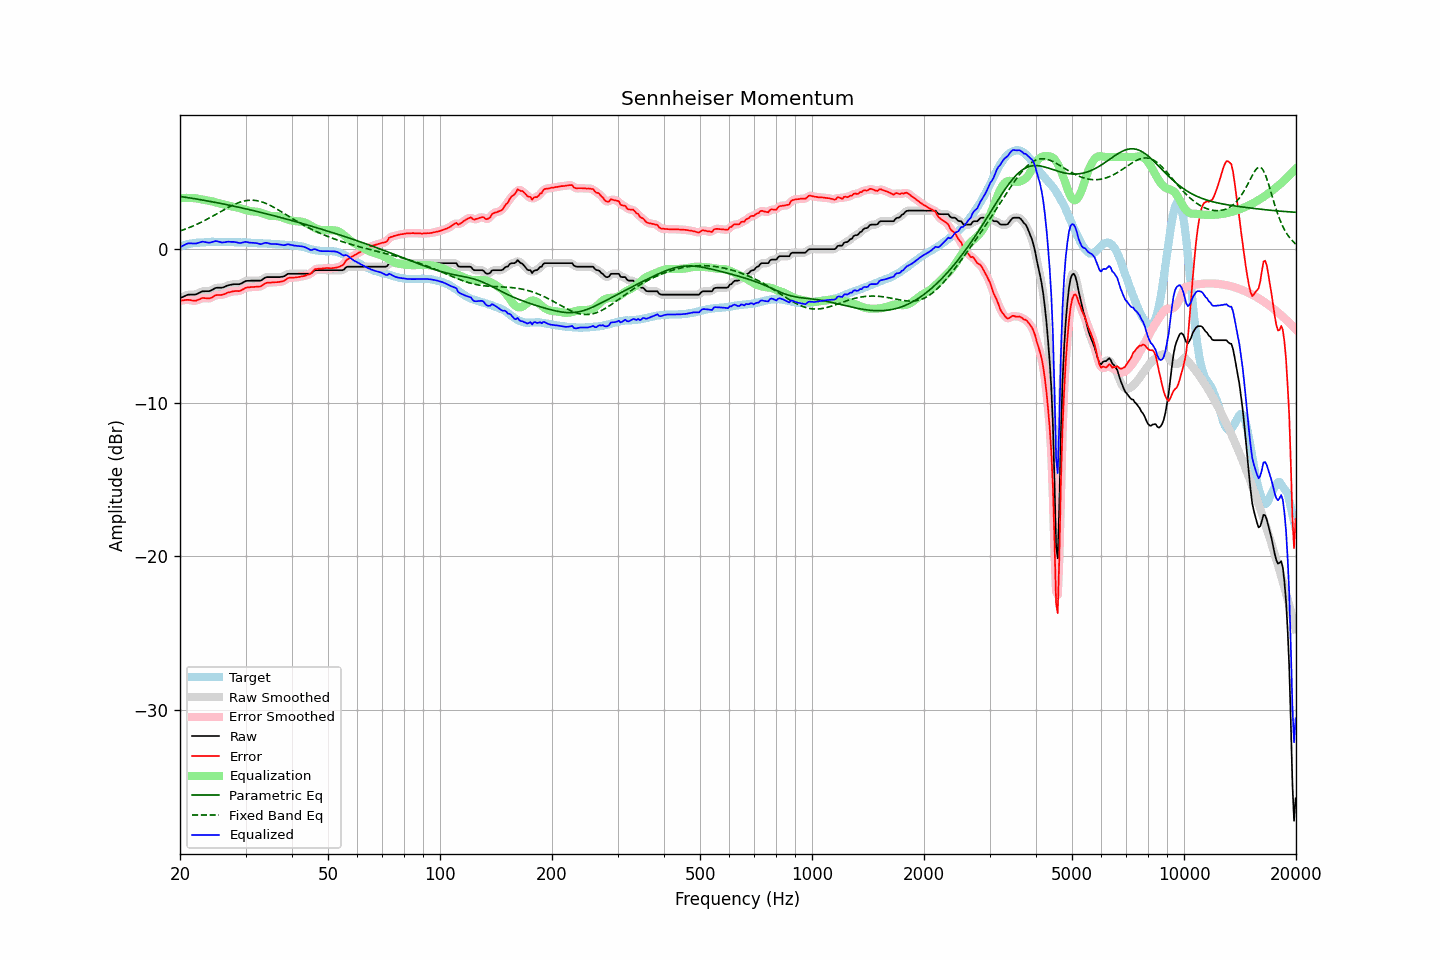 Sennheiser Momentum
Amplitude (dBr)
0
−10
−20
−30
Target
Raw Smoothed
Error Smoothed
Raw
Error
Equalization
Parametric Eq
Fixed Band Eq
Equalized
20 50 100 200 500 1000 2000 5000 10000 20000
Frequency (Hz)